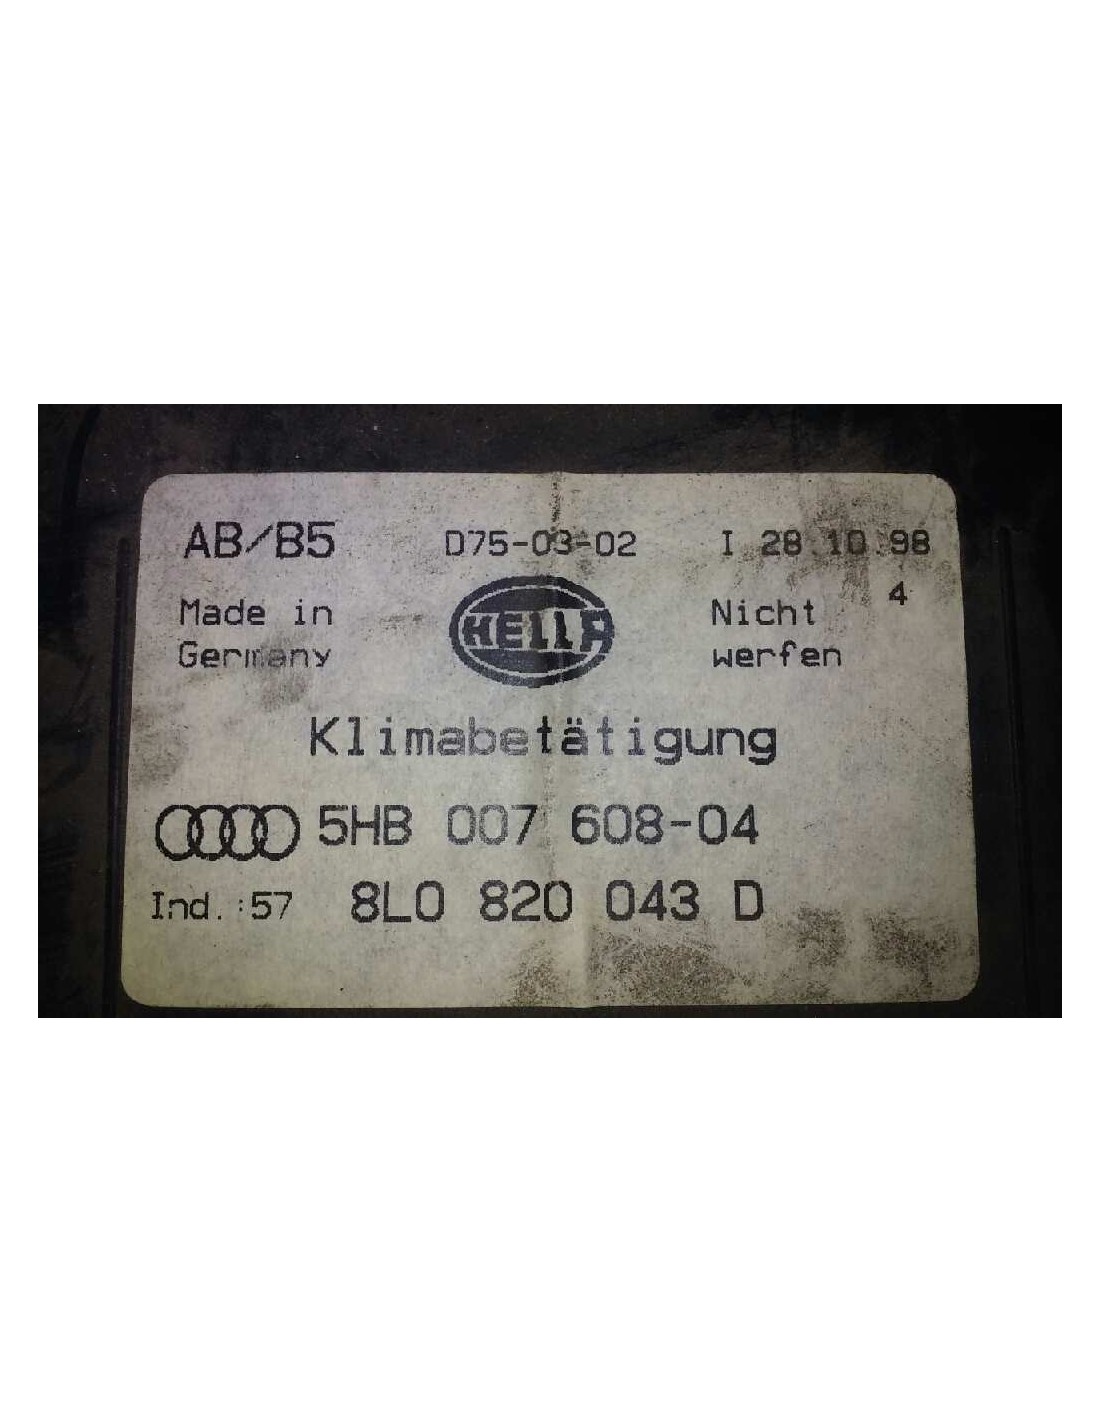 AB/B5 D75-03-02 I 28.10.98
4
Made in HELLA Nicht
Germany werfen
Klimabetätigung
5HB 007 608-04
Ind.:57 8L0 820 043 D